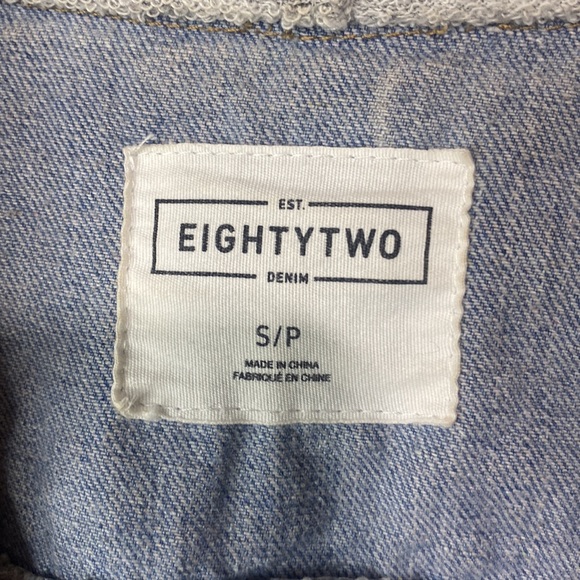 EST.
EIGHTYTWO
DENIM
S/P
MADE IN CHINA
FABRIQUÉ EN CHINE